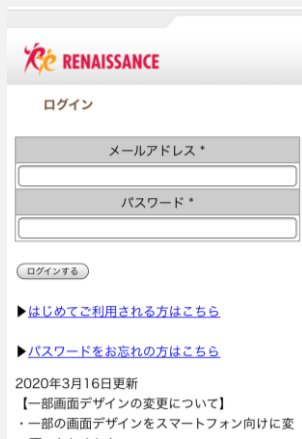 RENAISSANCE
ログイン
メールアドレス *
パスワード *
ログインする
▶はじめてご利用される方はこちら
▶パスワードをお忘れの方はこちら
2020年3月16日更新
【一部画面デザインの変更について】
・一部の画面デザインをスマートフォン向けに変